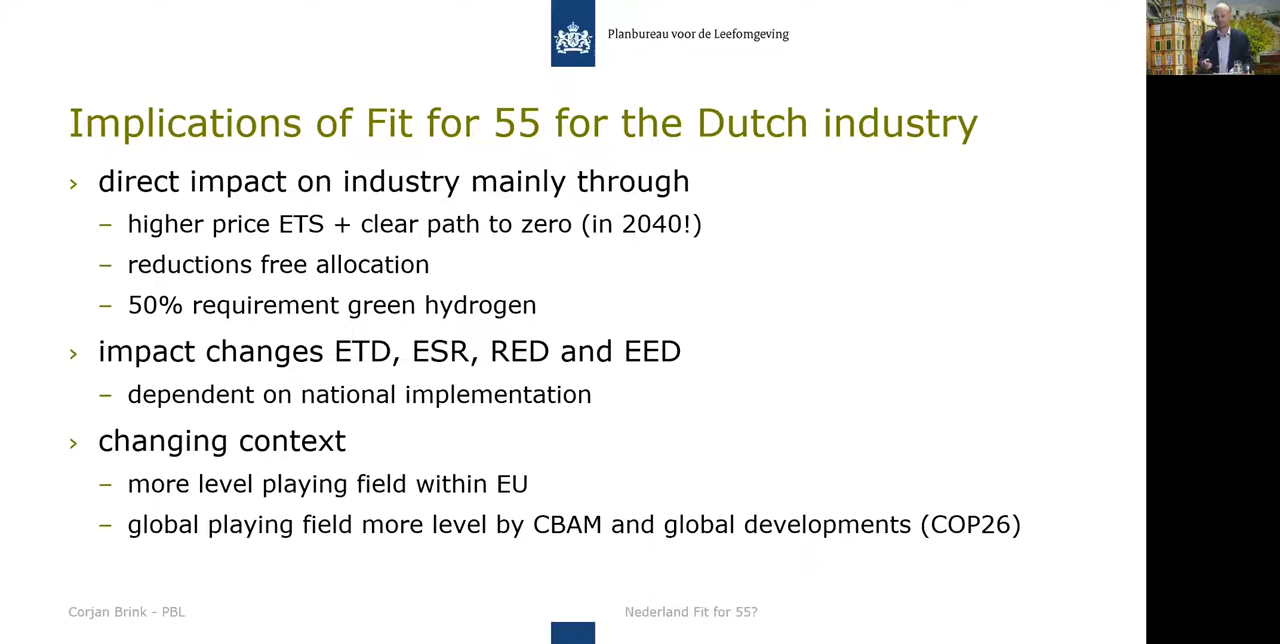 Planbureau voor de Leefomgeving
Implications of Fit for 55 for the Dutch industry
› direct impact on industry mainly through
– higher price ETS + clear path to zero (in 2040!)
– reductions free allocation
– 50% requirement green hydrogen
› impact changes ETD, ESR, RED and EED
– dependent on national implementation
› changing context
– more level playing field within EU
– global playing field more level by CBAM and global developments (COP26)
Corjan Brink - PBL
Nederland Fit for 55?